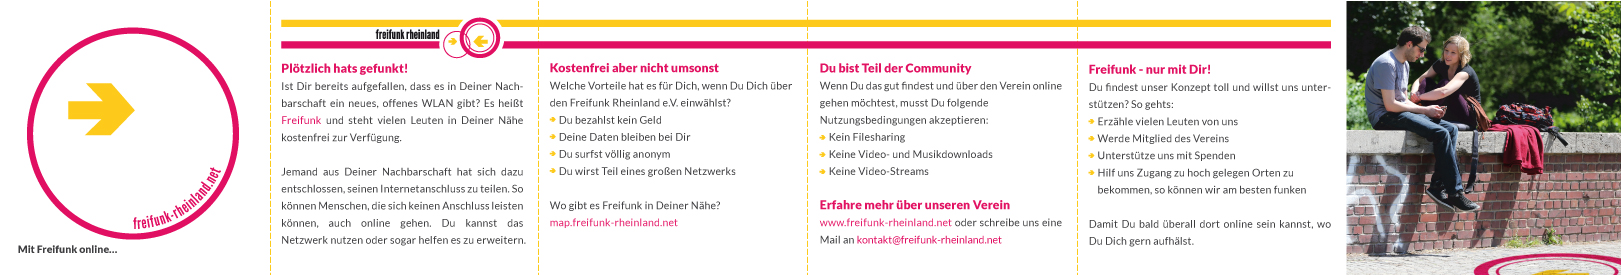 freifunk-rheinland.net
Mit Freifunk online...
freifunk rheinland
Plötzlich hats gefunkt!
Ist Dir bereits aufgefallen, dass es in Deiner Nach-
barschaft ein neues, offenes WLAN gibt? Es heißt
Freifunk und steht vielen Leuten in Deiner Nähe
kostenfrei zur Verfügung.
Jemand aus Deiner Nachbarschaft hat sich dazu
entschlossen, seinen Internetanschluss zu teilen. So
können Menschen, die sich keinen Anschluss leisten
können, auch online gehen. Du kannst das
Netzwerk nutzen oder sogar helfen es zu erweitern.
Kostenfrei aber nicht umsonst
Welche Vorteile hat es für Dich, wenn Du Dich über
den Freifunk Rheinland e.V. einwählst?
Du bezahlst kein Geld
Deine Daten bleiben bei Dir
Du surfst völlig anonym
Du wirst Teil eines großen Netzwerks
Wo gibt es Freifunk in Deiner Nähe?
map.freifunk-rheinland.net
Du bist Teil der Community
Wenn Du das gut findest und über den Verein online
gehen möchtest, musst Du folgende
Nutzungsbedingungen akzeptieren:
Kein Filesharing
Keine Video- und Musikdownloads
Keine Video-Streams
Erfahre mehr über unseren Verein
www.freifunk-rheinland.net oder schreibe uns eine
Mail an kontakt@freifunk-rheinland.net
Freifunk - nur mit Dir!
Du findest unser Konzept toll und willst uns unter-
stützen? So gehts:
Erzähle vielen Leuten von uns
Werde Mitglied des Vereins
Unterstütze uns mit Spenden
Hilf uns Zugang zu hoch gelegen Orten zu
bekommen, so können wir am besten funken
Damit Du bald überall dort online sein kannst, wo
Du Dich gern aufhälst.